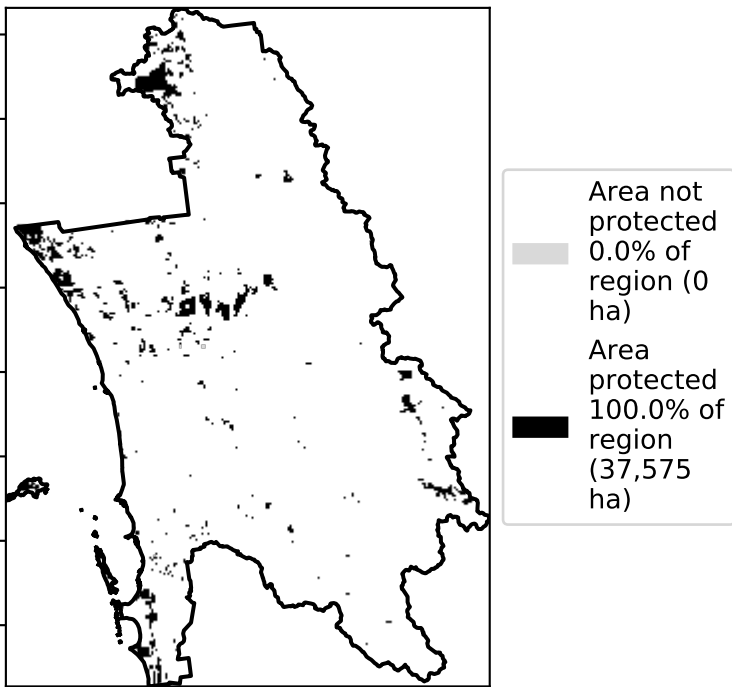 Area not
protected
0.0% of
region (0
ha)
Area
protected
100.0% of
region
(37,575
ha)